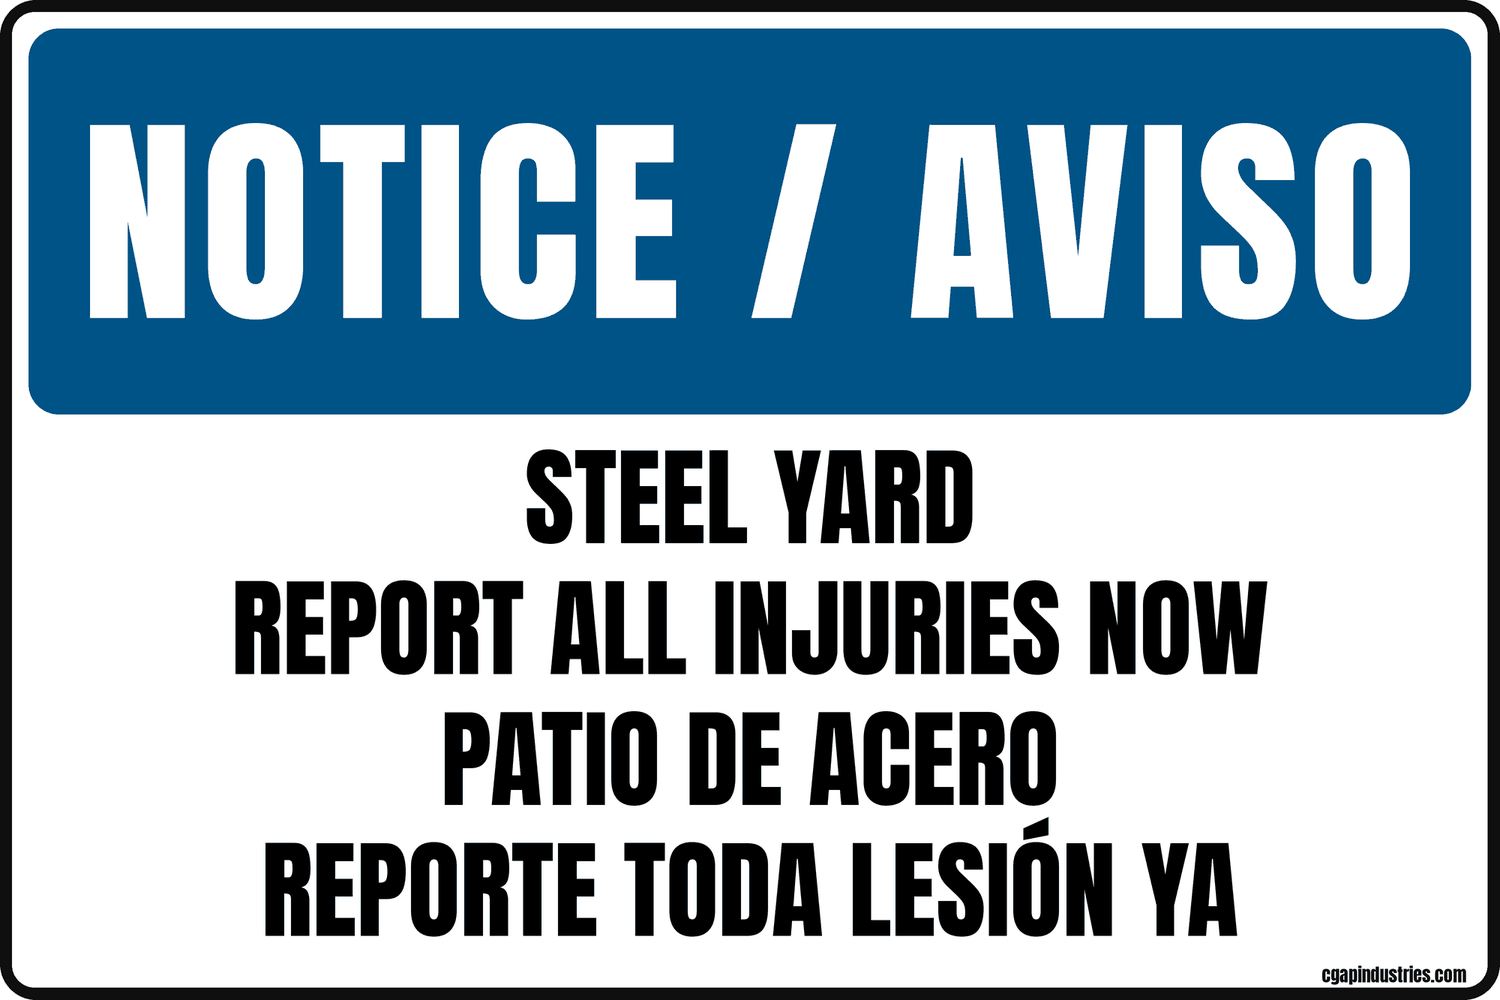 NOTICE / AVISO
STEEL YARD
REPORT ALL INJURIES NOW
PATIO DE ACERO
REPORTE TODA LESIÓN YA
cgapindustries.com